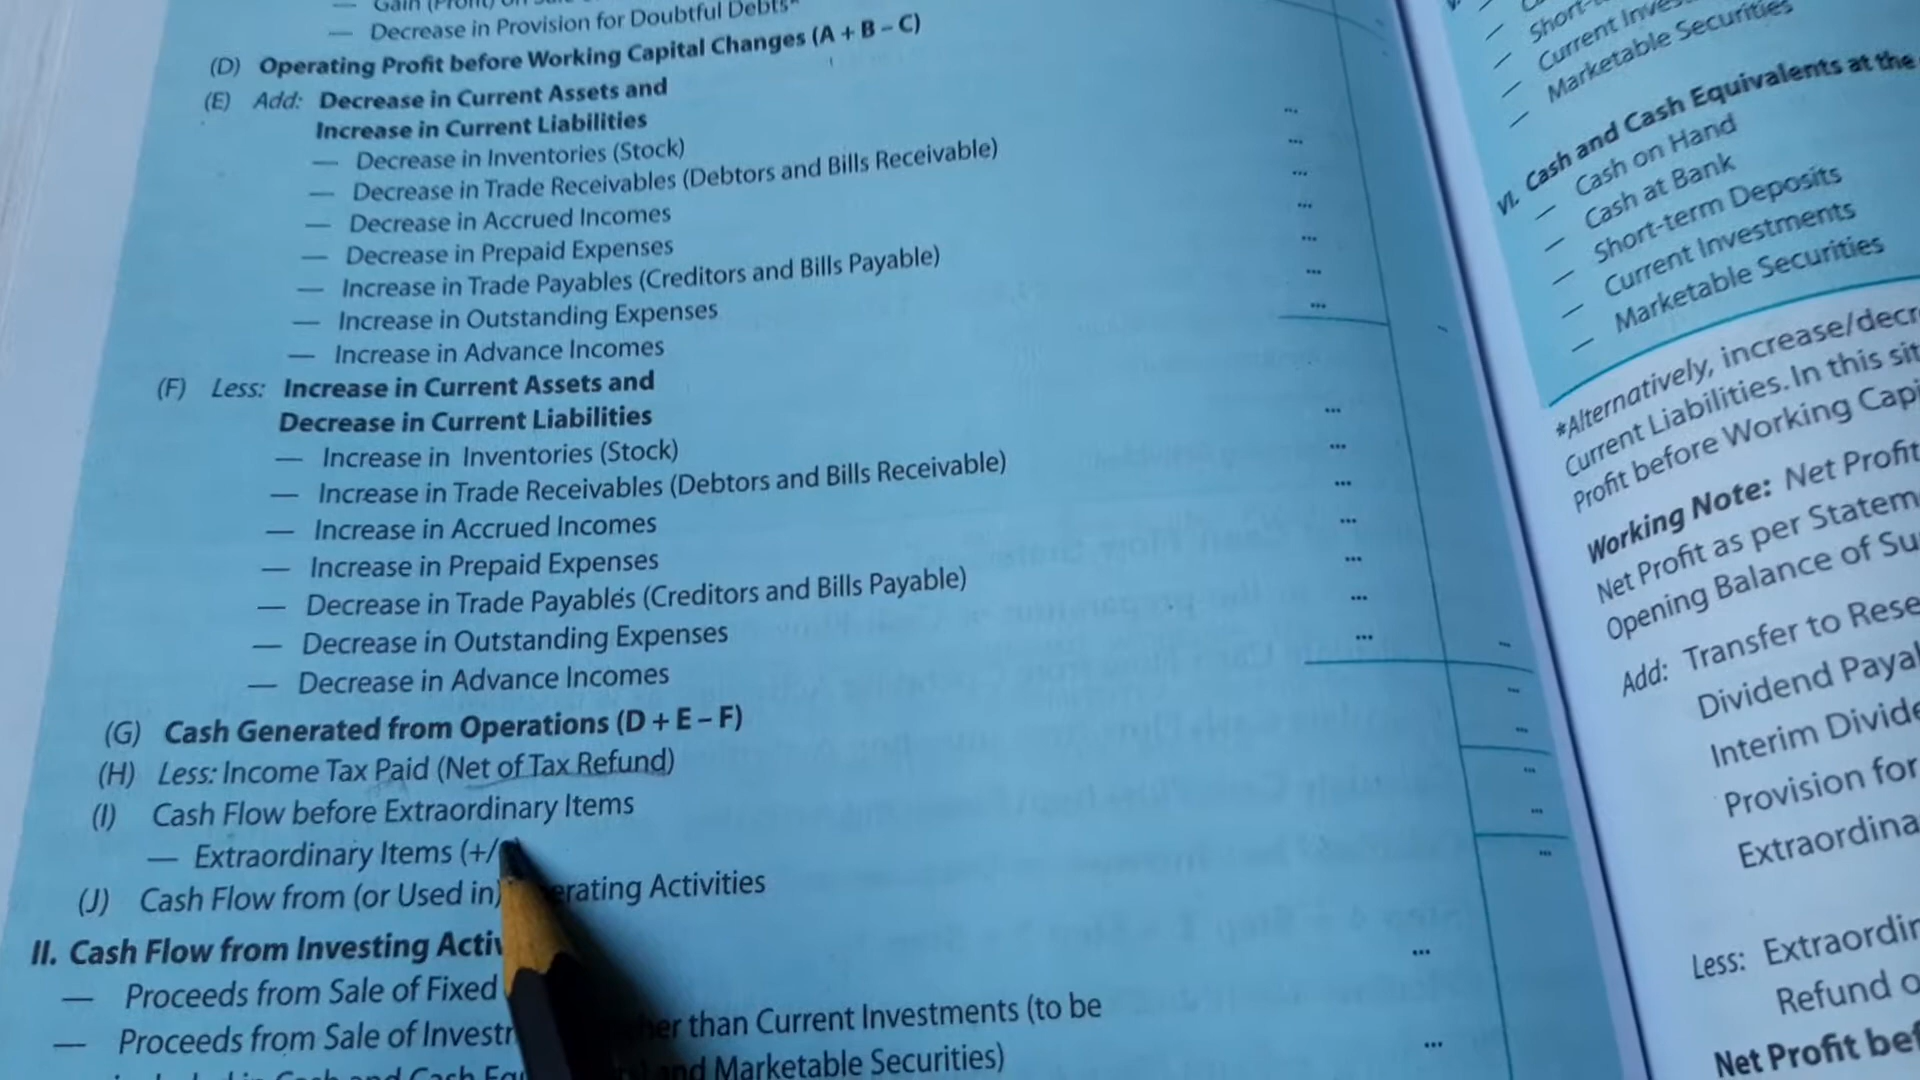 — Gain (Profit) on
— Decrease in Provision for Doubtful Debts*
(D) Operating Profit before Working Capital Changes (A + B – C)
(E) Add: Decrease in Current Assets and
Increase in Current Liabilities
— Decrease in Inventories (Stock) ...
— Decrease in Trade Receivables (Debtors and Bills Receivable) ...
— Decrease in Accrued Incomes ...
— Decrease in Prepaid Expenses ...
— Increase in Trade Payables (Creditors and Bills Payable) ...
— Increase in Outstanding Expenses ...
— Increase in Advance Incomes ...
(F) Less: Increase in Current Assets and
Decrease in Current Liabilities
— Increase in Inventories (Stock) ...
— Increase in Trade Receivables (Debtors and Bills Receivable) ...
— Increase in Accrued Incomes ...
— Increase in Prepaid Expenses ...
— Decrease in Trade Payables (Creditors and Bills Payable) ...
— Decrease in Outstanding Expenses ...
— Decrease in Advance Incomes ... ...
(G) Cash Generated from Operations (D + E – F) ...
(H) Less: Income Tax Paid (Net of Tax Refund) ...
(I) Cash Flow before Extraordinary Items ...
— Extraordinary Items (+/ ...
(J) Cash Flow from (or Used in) erating Activities ...
II. Cash Flow from Investing Activ
— Proceeds from Sale of Fixed ...
— Proceeds from Sale of Investm her than Current Investments (to be
and Marketable Securities) ...
— Short-
— Current Inve
— Marketable Securities
VI. Cash and Cash Equivalents at the
— Cash on Hand
— Cash at Bank
— Short-term Deposits
— Current Investments
— Marketable Securities
*Alternatively, increase/decr
Current Liabilities. In this sit
Profit before Working Capi
Working Note: Net Profit
Net Profit as per Statem
Opening Balance of Su
Add: Transfer to Rese
Dividend Payal
Interim Divide
Provision for
Extraordina
Less: Extraordin
Refund o
Net Profit bef